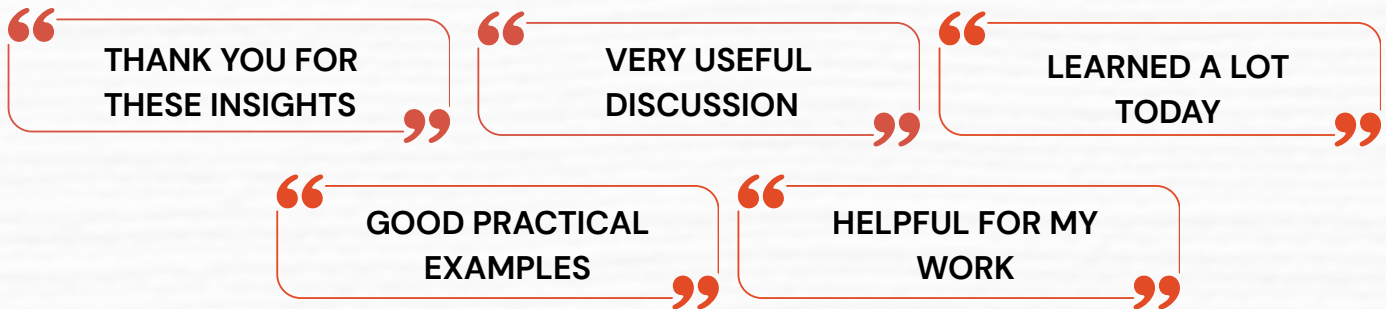 THANK YOU FOR
THESE INSIGHTS
VERY USEFUL
DISCUSSION
LEARNED A LOT
TODAY
GOOD PRACTICAL
EXAMPLES
HELPFUL FOR MY
WORK